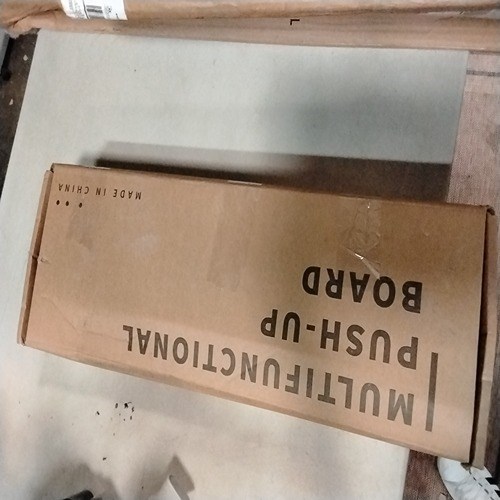 MULTIFUNCTIONAL
PUSH-UP
BOARD
MADE IN CHINA